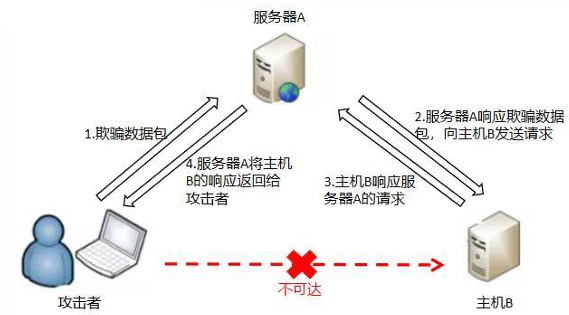 服务器A
1.欺骗数据包
2.服务器A响应欺骗数据
包，向主机B发送请求
4.服务器A将主机
B的响应返回给
攻击者
3.主机B响应服
务器A的请求
不可达
攻击者
主机B